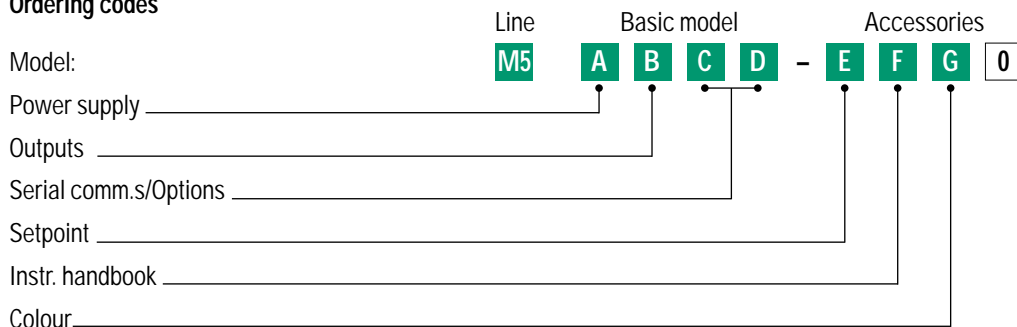 Ordering codes
Line Basic model Accessories
Model: M5 A B C D – E F G 0
Power supply
Outputs
Serial comm.s/Options
Setpoint
Instr. handbook
Colour